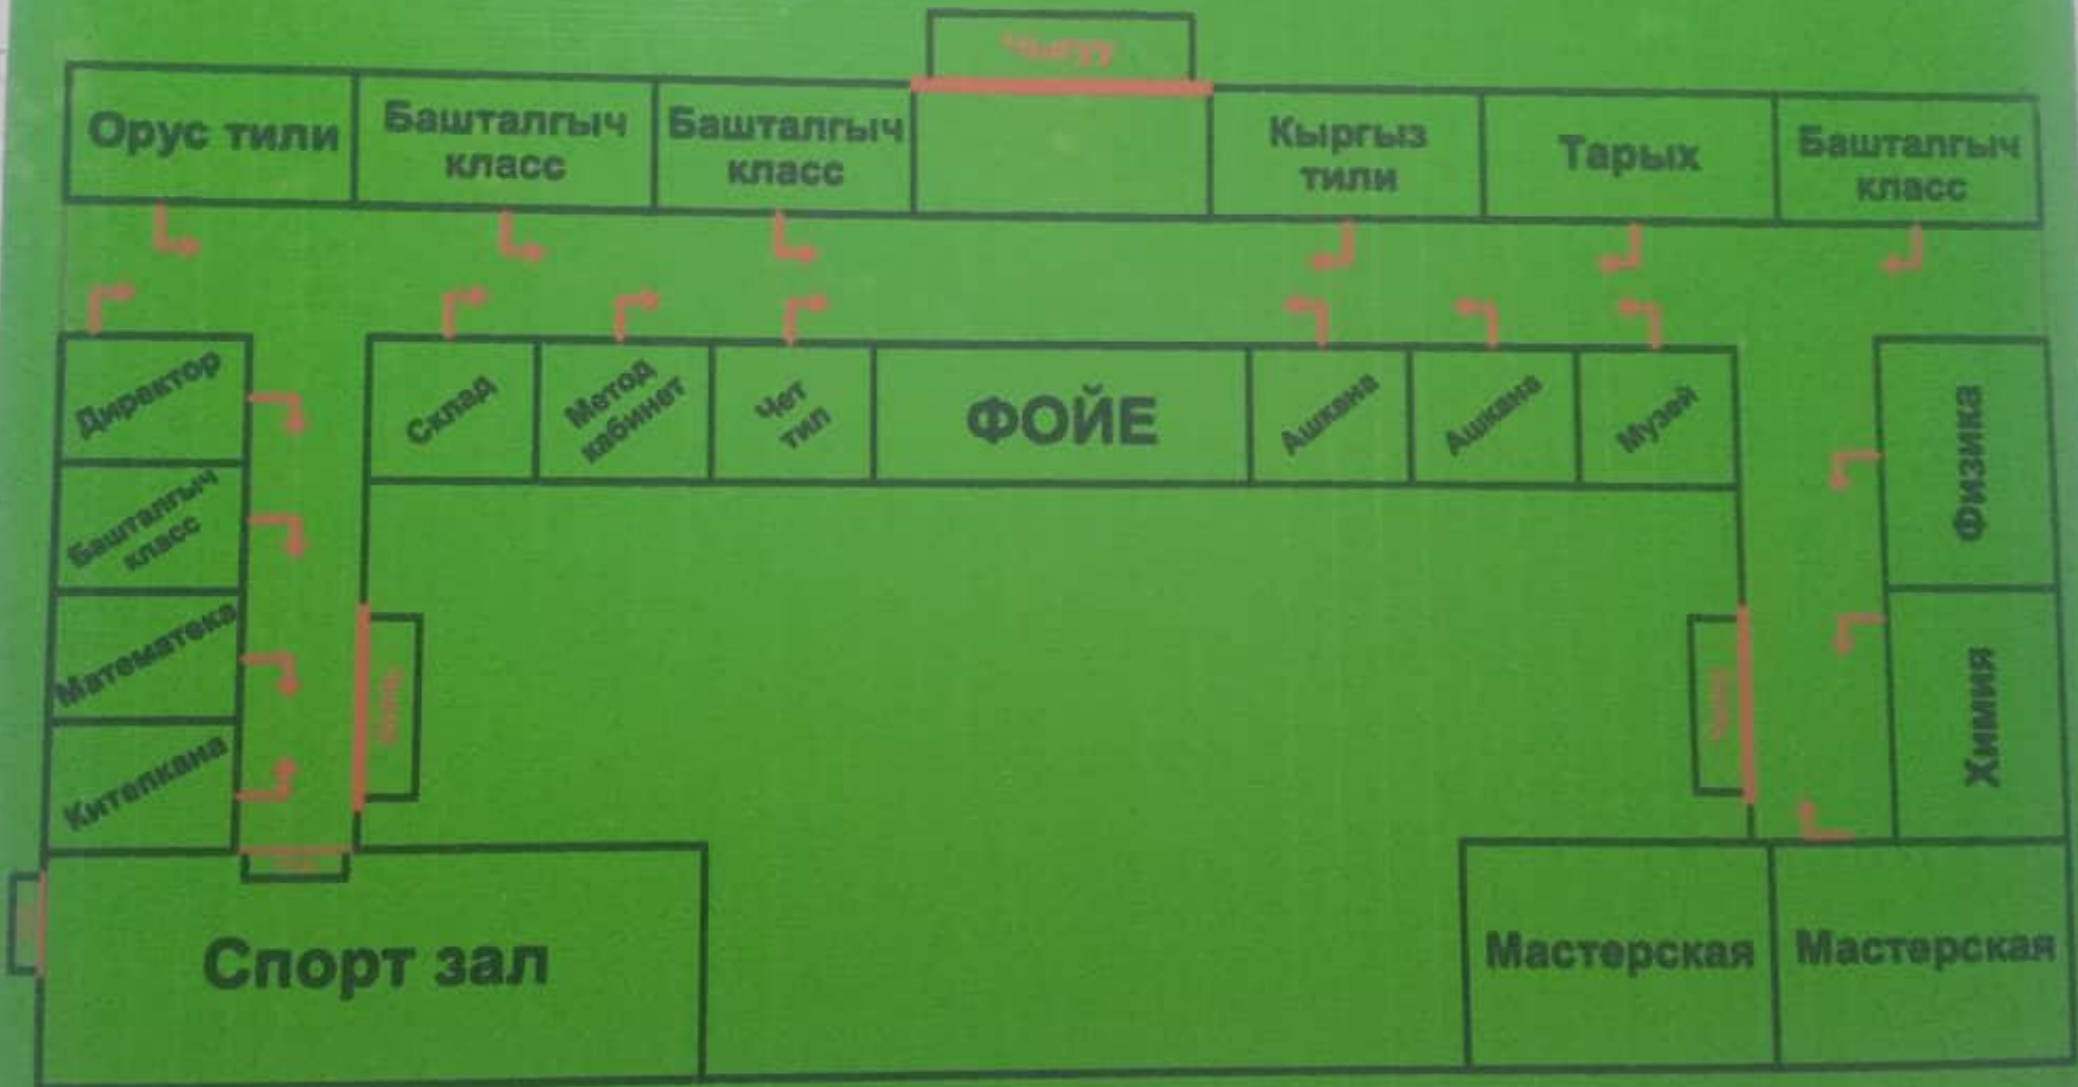 Чыгуу
Орус тили
Башталгыч
класс
Башталгыч
класс
Кыргыз
тили
Тарых
Башталгыч
класс
Директор
Склад
Метод
кабинет
Чет
тил
ФОЙЕ
Ашкана
Ашкана
Музей
Физика
Башталгыч
класс
Математека
Китепкана
Химия
Спорт зал
Мастерская
Мастерская